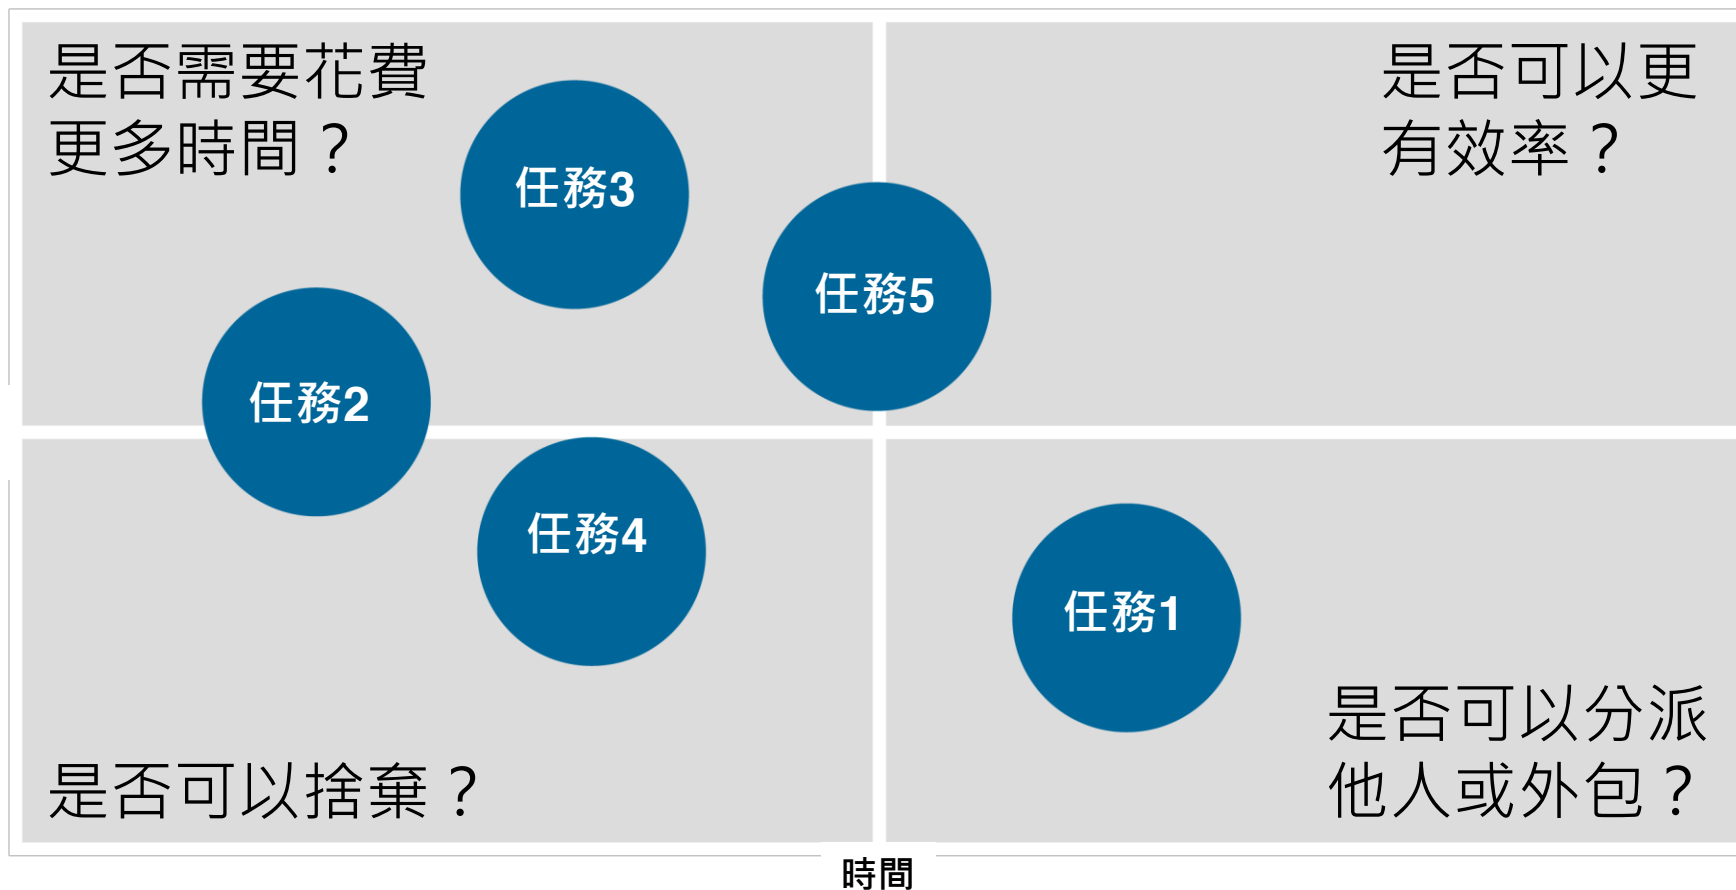 是否需要花費
更多時間？
是否可以更
有效率？
任務3
任務5
任務2
任務4
任務1
是否可以捨棄？
是否可以分派
他人或外包？
時間